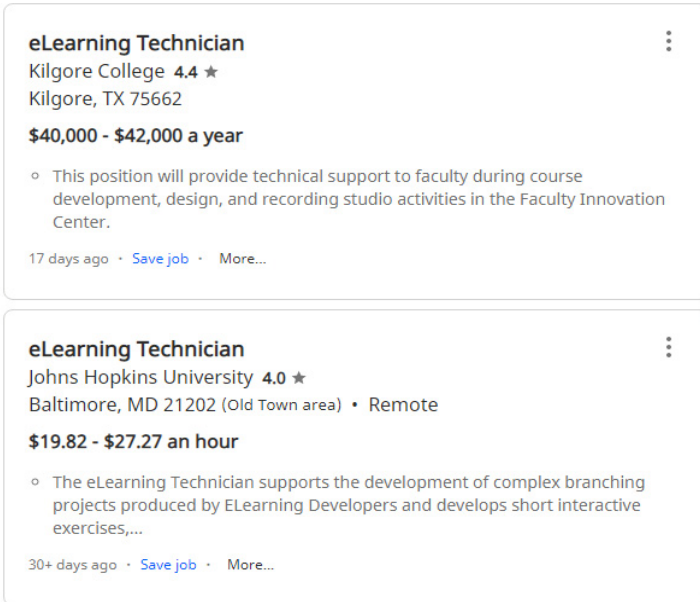 eLearning Technician
Kilgore College 4.4 ★
Kilgore, TX 75662
$40,000 - $42,000 a year
This position will provide technical support to faculty during course
development, design, and recording studio activities in the Faculty Innovation
Center.
17 days ago · Save job · More...
eLearning Technician
Johns Hopkins University 4.0 ★
Baltimore, MD 21202 (Old Town area) • Remote
$19.82 - $27.27 an hour
The eLearning Technician supports the development of complex branching
projects produced by ELearning Developers and develops short interactive
exercises,...
30+ days ago · Save job · More...